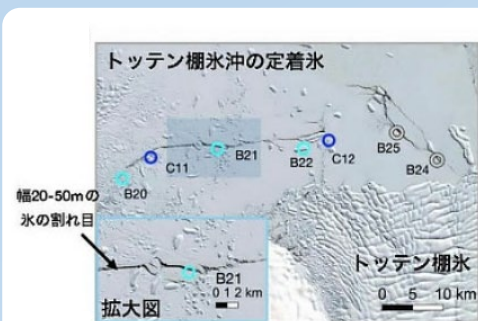 トッテン棚氷沖の定着氷
B25
B21
B22
C12
C11
B24
B20
幅20-50mの
氷の割れ目
B21
0 1 2 km
拡大図
トッテン棚氷
0 5 10 km